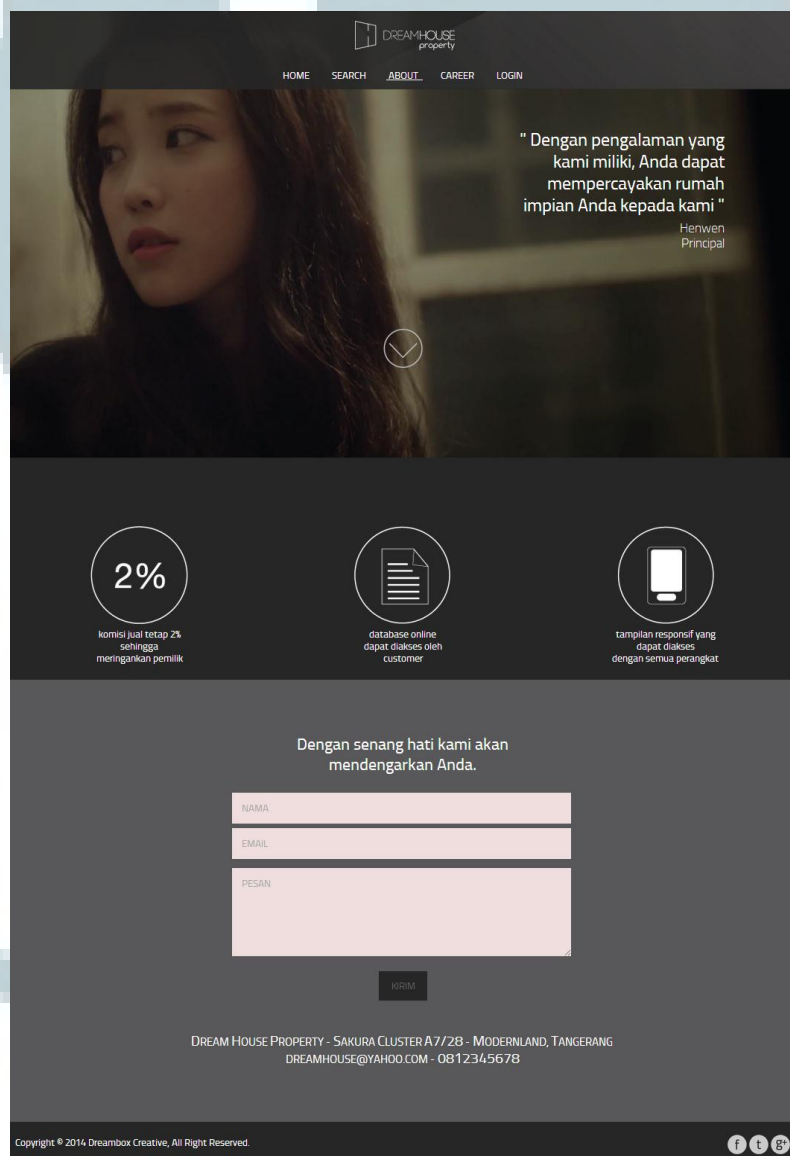 DREAMHOUSE
property
HOME SEARCH ABOUT CAREER LOGIN
" Dengan pengalaman yang
kami miliki, Anda dapat
mempercayakan rumah
impian Anda kepada kami "
Henwen
Principal
2%
komisi jual tetap 2%
sehingga
meringankan pemilik
database online
dapat diakses oleh
customer
tampilan responsif yang
dapat diakses
dengan semua perangkat
Dengan senang hati kami akan
mendengarkan Anda.
NAMA
EMAIL
PESAN
KIRIM
DREAM HOUSE PROPERTY - SAKURA CLUSTER A7/28 - MODERNLAND, TANGERANG
DREAMHOUSE@YAHOO.COM - 0812345678
Copyright © 2014 Dreambox Creative, All Right Reserved.
f t g+